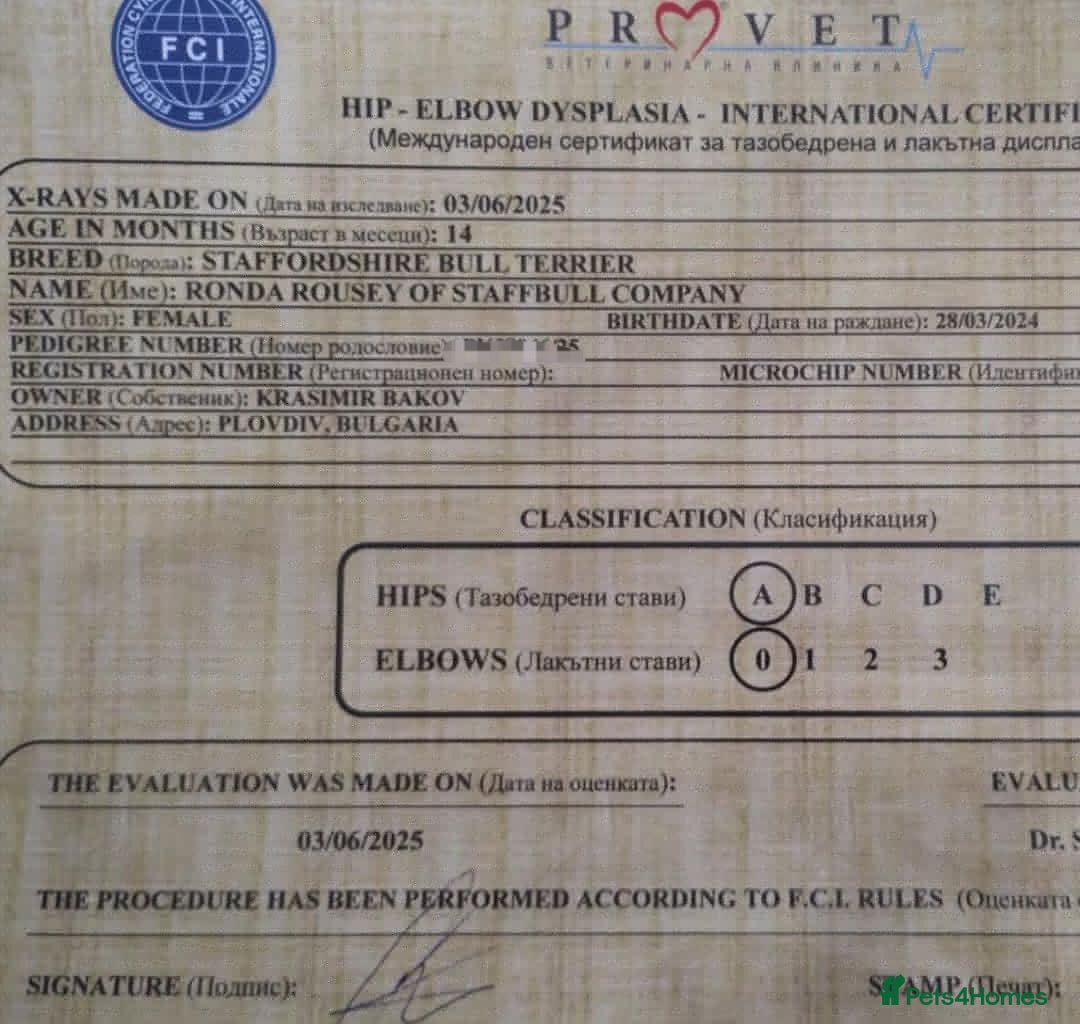 FEDERATION CY INTERNATIONALE
FCI
PROVET
ВЕТЕРИНАРНА КЛИНИКА
HIP - ELBOW DYSPLASIA - INTERNATIONAL CERTIFI
(Международен сертификат за тазобедрена и лакътна диспла
X-RAYS MADE ON (Дата на изследване): 03/06/2025
AGE IN MONTHS (Възраст в месеци): 14
BREED (Порода): STAFFORDSHIRE BULL TERRIER
NAME (Име): RONDA ROUSEY OF STAFFBULL COMPANY
SEX (Пол): FEMALE BIRTHDATE (Дата на раждане): 28/03/2024
PEDIGREE NUMBER (Номер родословие)
REGISTRATION NUMBER (Регистрационен номер): MICROCHIP NUMBER (Идентифик
OWNER (Собственик): KRASIMIR BAKOV
ADDRESS (Адрес): PLOVDIV, BULGARIA
CLASSIFICATION (Класификация)
HIPS (Тазобедрени стави) A B C D E
ELBOWS (Лакътни стави) 0 1 2 3
THE EVALUATION WAS MADE ON (Дата на оценката): EVALU
03/06/2025 Dr. S
THE PROCEDURE HAS BEEN PERFORMED ACCORDING TO F.C.I. RULES (Оценката
SIGNATURE (Подпис): STAMP (Печат):
Pets4Homes